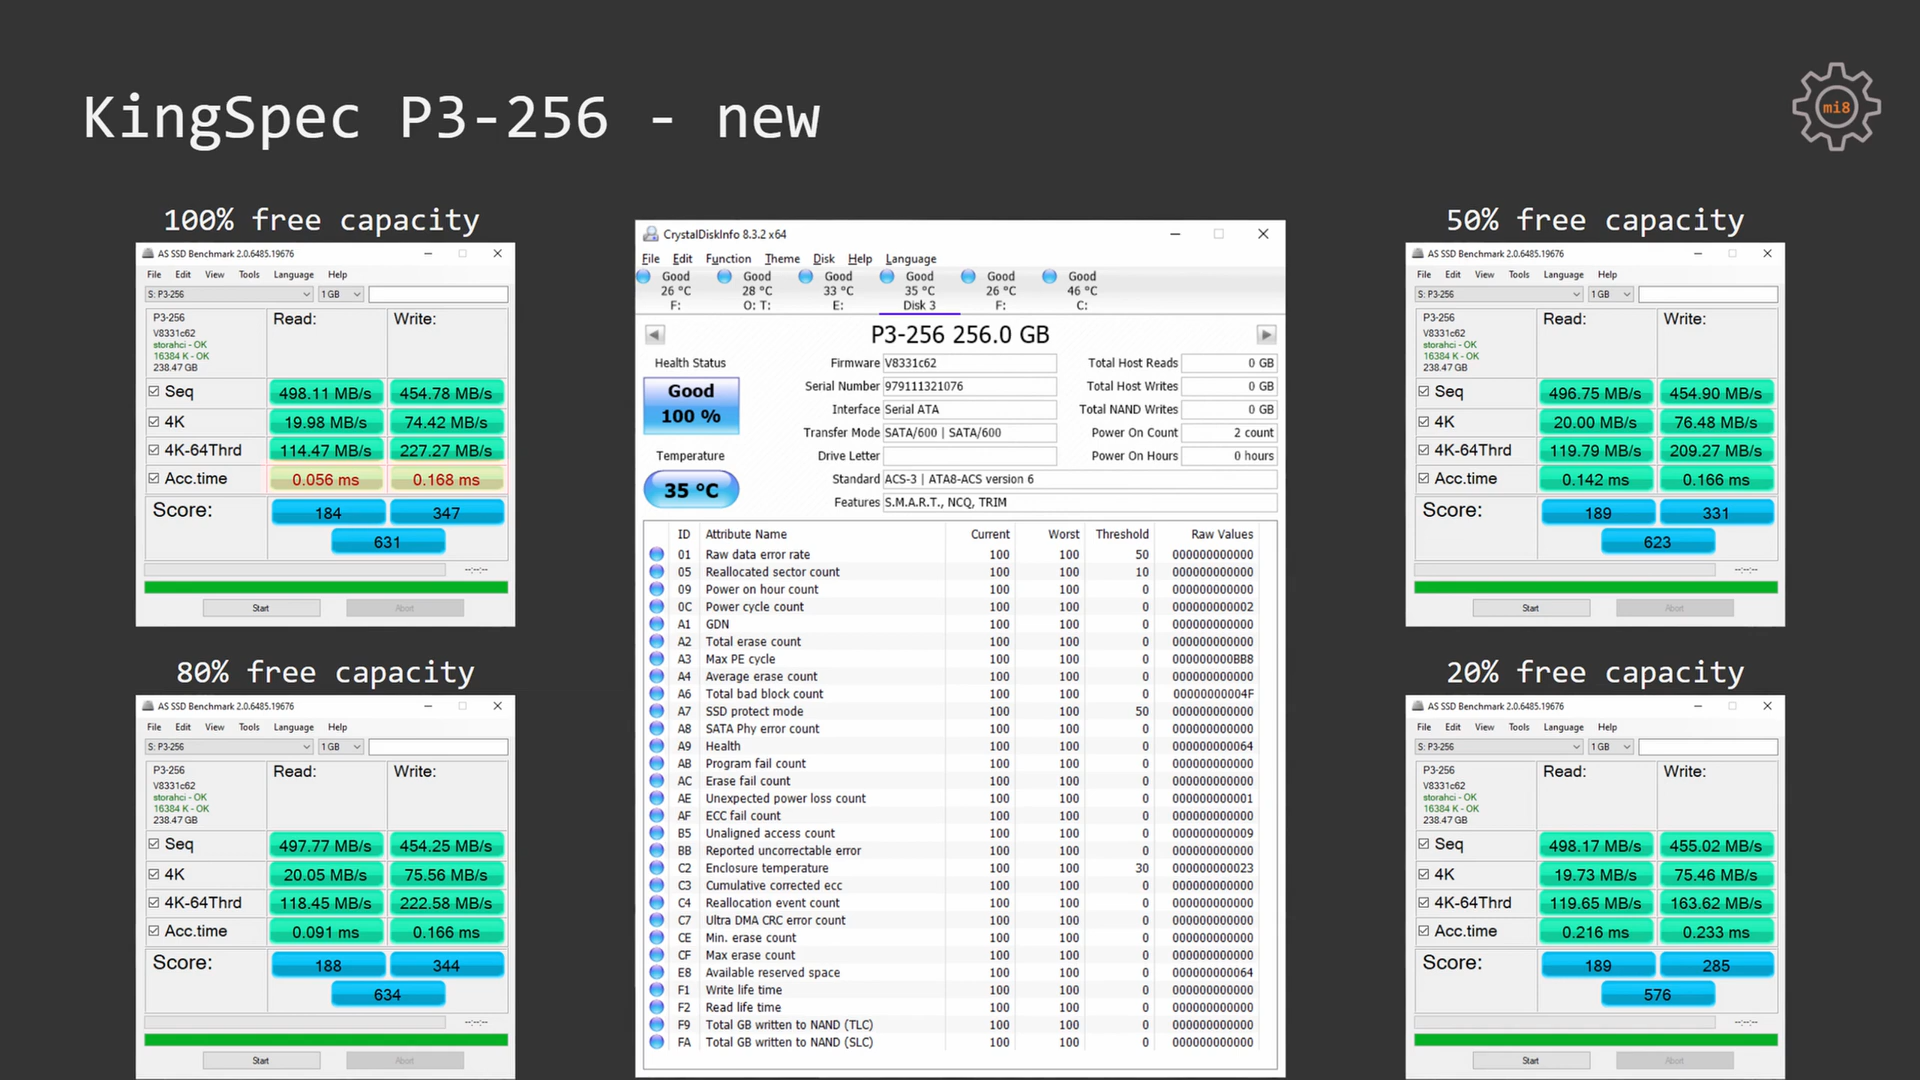 KingSpec P3-256 - new
mi8
100% free capacity
AS SSD Benchmark 2.0.6485.19676
File Edit View Tools Language Help
S: P3-256 1 GB
P3-256
V8331c62
storahci - OK
16384 K - OK
238.47 GB
Read: Write:
Seq 498.11 MB/s 454.78 MB/s
4K 19.98 MB/s 74.42 MB/s
4K-64Thrd 114.47 MB/s 227.27 MB/s
Acc.time 0.056 ms 0.168 ms
Score: 184 347
631
--:--:--
Start Abort
80% free capacity
AS SSD Benchmark 2.0.6485.19676
File Edit View Tools Language Help
S: P3-256 1 GB
P3-256
V8331c62
storahci - OK
16384 K - OK
238.47 GB
Read: Write:
Seq 497.77 MB/s 454.25 MB/s
4K 20.05 MB/s 75.56 MB/s
4K-64Thrd 118.45 MB/s 222.58 MB/s
Acc.time 0.091 ms 0.166 ms
Score: 188 344
634
--:--:--
Start Abort
CrystalDiskInfo 8.3.2 x64
File Edit Function Theme Disk Help Language
Good Good Good Good Good Good
26 °C 28 °C 33 °C 35 °C 26 °C 46 °C
F: O: T: E: Disk 3 F: C:
P3-256 256.0 GB
Health Status
Good
100 %
Temperature
35 °C
Firmware V8331c62 Total Host Reads 0 GB
Serial Number 979111321076 Total Host Writes 0 GB
Interface Serial ATA Total NAND Writes 0 GB
Transfer Mode SATA/600 | SATA/600 Power On Count 2 count
Drive Letter Power On Hours 0 hours
Standard ACS-3 | ATA8-ACS version 6
Features S.M.A.R.T., NCQ, TRIM
ID Attribute Name Current Worst Threshold Raw Values
01 Raw data error rate 100 100 50 000000000000
05 Reallocated sector count 100 100 10 000000000000
09 Power on hour count 100 100 0 000000000000
0C Power cycle count 100 100 0 000000000002
A1 GDN 100 100 0 000000000000
A2 Total erase count 100 100 0 000000000000
A3 Max PE cycle 100 100 0 000000000BB8
A4 Average erase count 100 100 0 000000000000
A6 Total bad block count 100 100 0 00000000004F
A7 SSD protect mode 100 100 50 000000000000
A8 SATA Phy error count 100 100 0 000000000000
A9 Health 100 100 0 000000000064
AB Program fail count 100 100 0 000000000000
AC Erase fail count 100 100 0 000000000000
AE Unexpected power loss count 100 100 0 000000000001
AF ECC fail count 100 100 0 000000000000
B5 Unaligned access count 100 100 0 000000000009
BB Reported uncorrectable error 100 100 0 000000000000
C2 Enclosure temperature 100 100 30 000000000023
C3 Cumulative corrected ecc 100 100 0 000000000000
C4 Reallocation event count 100 100 0 000000000000
C7 Ultra DMA CRC error count 100 100 0 000000000000
CE Min. erase count 100 100 0 000000000000
CF Max erase count 100 100 0 000000000000
E8 Available reserved space 100 100 0 000000000064
F1 Write life time 100 100 0 000000000000
F2 Read life time 100 100 0 000000000000
F9 Total GB written to NAND (TLC) 100 100 0 000000000000
FA Total GB written to NAND (SLC) 100 100 0 000000000000
50% free capacity
AS SSD Benchmark 2.0.6485.19676
File Edit View Tools Language Help
S: P3-256 1 GB
P3-256
V8331c62
storahci - OK
16384 K - OK
238.47 GB
Read: Write:
Seq 496.75 MB/s 454.90 MB/s
4K 20.00 MB/s 76.48 MB/s
4K-64Thrd 119.79 MB/s 209.27 MB/s
Acc.time 0.142 ms 0.166 ms
Score: 189 331
623
--:--:--
Start Abort
20% free capacity
AS SSD Benchmark 2.0.6485.19676
File Edit View Tools Language Help
S: P3-256 1 GB
P3-256
V8331c62
storahci - OK
16384 K - OK
238.47 GB
Read: Write:
Seq 498.17 MB/s 455.02 MB/s
4K 19.73 MB/s 75.46 MB/s
4K-64Thrd 119.65 MB/s 163.62 MB/s
Acc.time 0.216 ms 0.233 ms
Score: 189 285
576
--:--:--
Start Abort